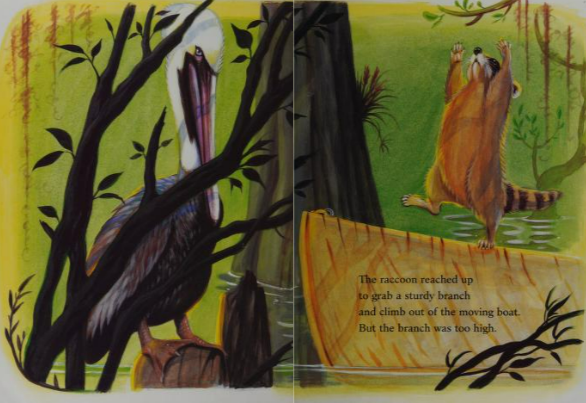 The raccoon reached up
to grab a sturdy branch
and climb out of the moving boat.
But the branch was too high.